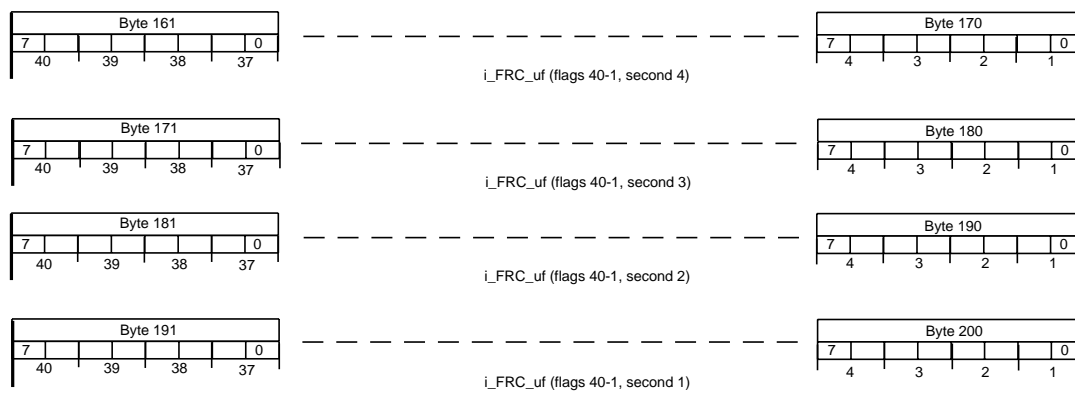 Byte 161 Byte 170
7 0 7 0
40 39 38 37 4 3 2 1
i_FRC_uf (flags 40-1, second 4)
Byte 171 Byte 180
7 0 7 0
40 39 38 37 4 3 2 1
i_FRC_uf (flags 40-1, second 3)
Byte 181 Byte 190
7 0 7 0
40 39 38 37 4 3 2 1
i_FRC_uf (flags 40-1, second 2)
Byte 191 Byte 200
7 0 7 0
40 39 38 37 4 3 2 1
i_FRC_uf (flags 40-1, second 1)